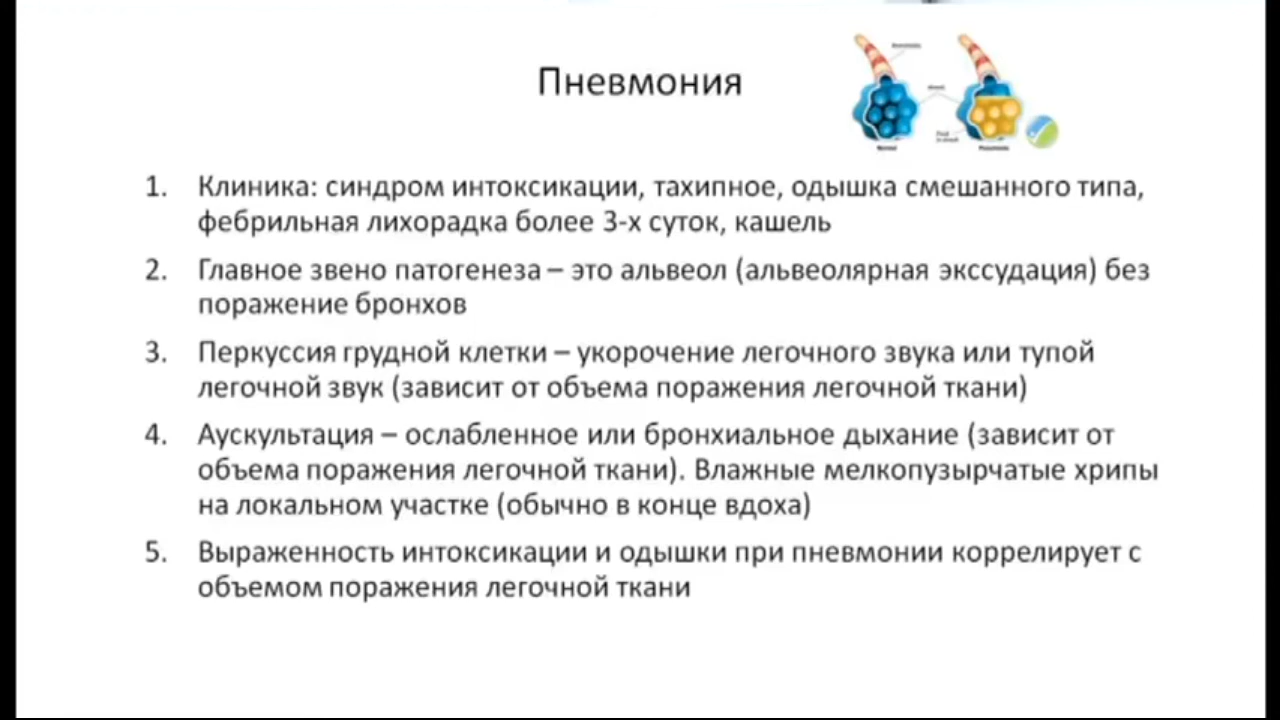 Пневмония
1. Клиника: синдром интоксикации, тахипное, одышка смешанного типа,
фебрильная лихорадка более 3-х суток, кашель
2. Главное звено патогенеза – это альвеол (альвеолярная экссудация) без
поражение бронхов
3. Перкуссия грудной клетки – укорочение легочного звука или тупой
легочной звук (зависит от объема поражения легочной ткани)
4. Аускультация – ослабленное или бронхиальное дыхание (зависит от
объема поражения легочной ткани). Влажные мелкопузырчатые хрипы
на локальном участке (обычно в конце вдоха)
5. Выраженность интоксикации и одышки при пневмонии коррелирует с
объемом поражения легочной ткани